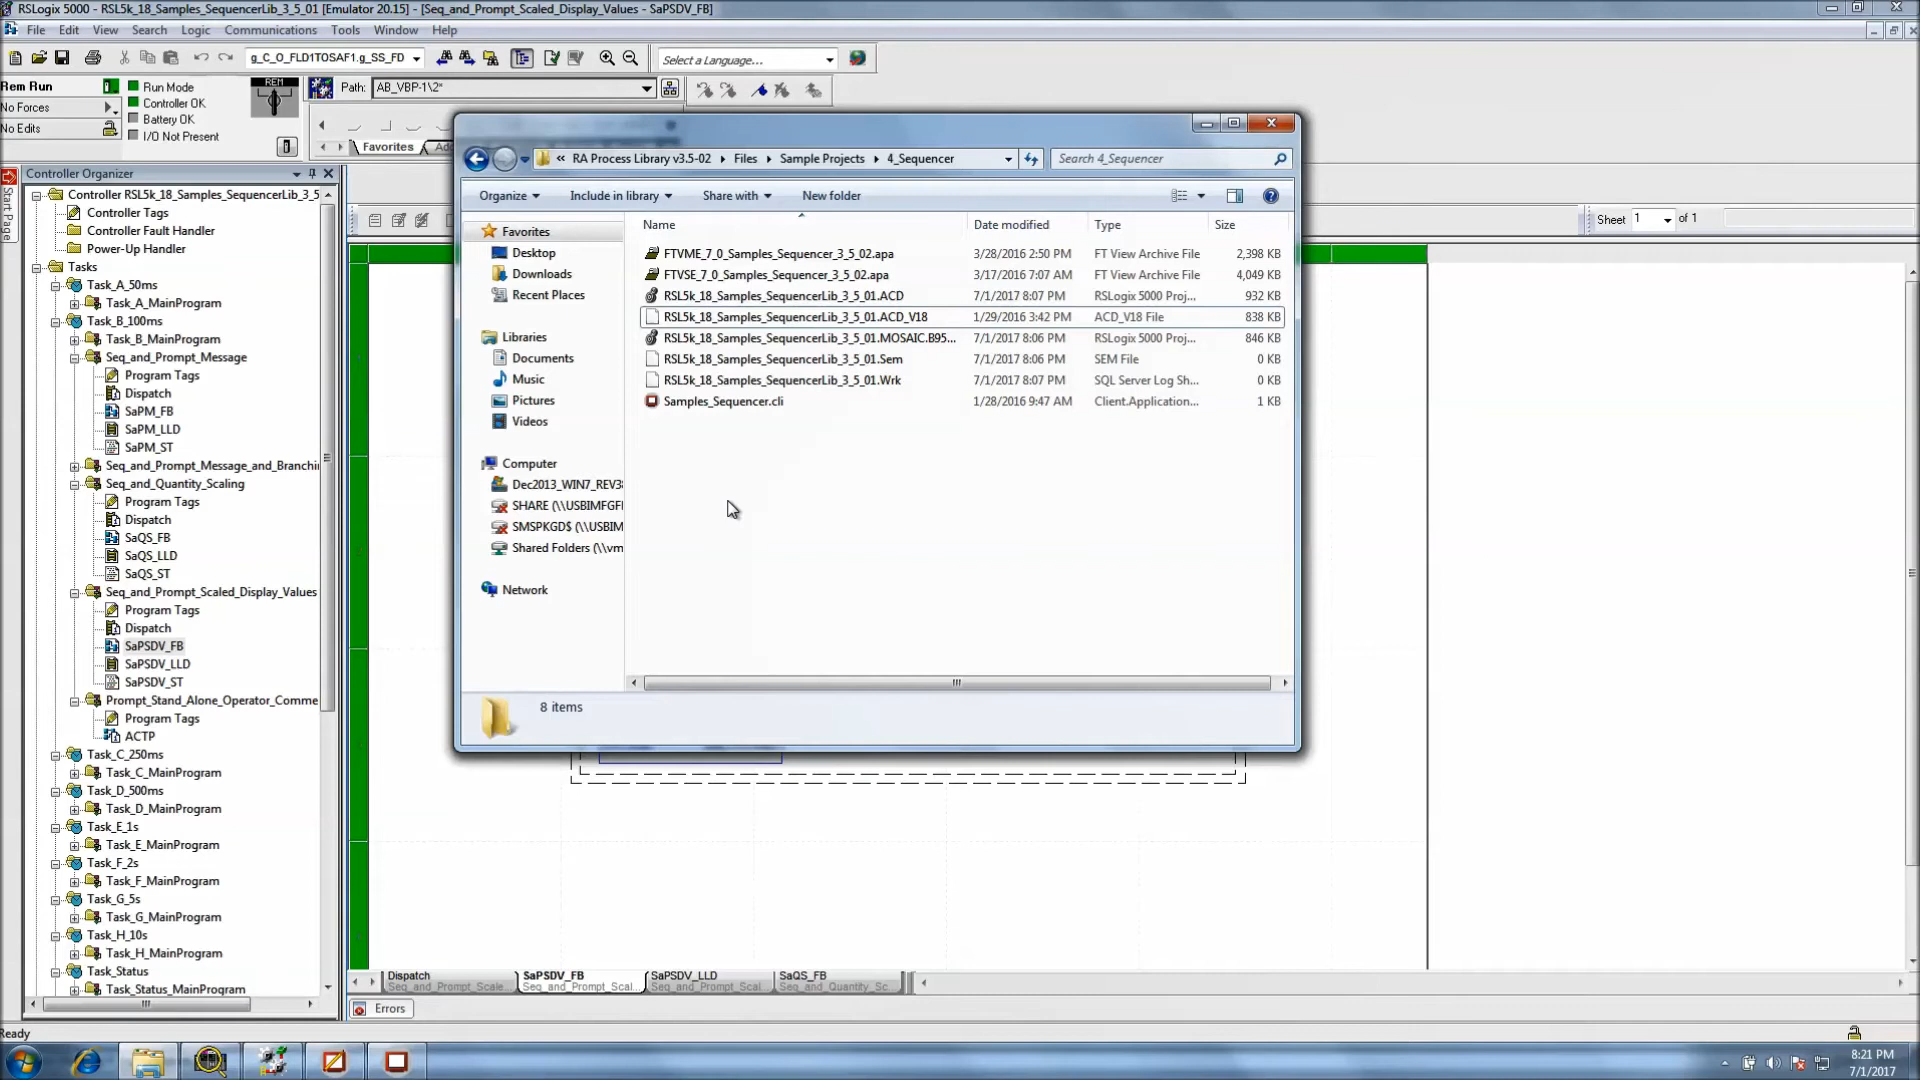 RSLogix 5000 - RSL5k_18_Samples_SequencerLib_3_5_01 [Emulator 20.15] - [Seq_and_Prompt_Scaled_Display_Values - SaPSDV_FB]
File Edit View Search Logic Communications Tools Window Help
g_C_O_FLD1TOSAF1.g_SS_FD
Select a Language...
Rem Run
No Forces
No Edits
Run Mode
Controller OK
Battery OK
I/O Not Present
REM
Path: AB_VBP-1\2*
Favorites
Start Page
Controller Organizer
Controller RSL5k_18_Samples_SequencerLib_3_5
Controller Tags
Controller Fault Handler
Power-Up Handler
Tasks
Task_A_50ms
Task_A_MainProgram
Task_B_100ms
Task_B_MainProgram
Seq_and_Prompt_Message
Program Tags
Dispatch
SaPM_FB
SaPM_LLD
SaPM_ST
Seq_and_Prompt_Message_and_Branchi
Seq_and_Quantity_Scaling
Program Tags
Dispatch
SaQS_FB
SaQS_LLD
SaQS_ST
Seq_and_Prompt_Scaled_Display_Values
Program Tags
Dispatch
SaPSDV_FB
SaPSDV_LLD
SaPSDV_ST
Prompt_Stand_Alone_Operator_Comme
Program Tags
ACTP
Task_C_250ms
Task_C_MainProgram
Task_D_500ms
Task_D_MainProgram
Task_E_1s
Task_E_MainProgram
Task_F_2s
Task_F_MainProgram
Task_G_5s
Task_G_MainProgram
Task_H_10s
Task_H_MainProgram
Task_Status
Task_Status_MainProgram
« RA Process Library v3.5-02 Files Sample Projects 4_Sequencer
Search 4_Sequencer
Organize Include in library Share with New folder
Favorites
Desktop
Downloads
Recent Places
Libraries
Documents
Music
Pictures
Videos
Computer
Dec2013_WIN7_REV3
SHARE (\\USBIMFGF
SMSPKGD$ (\\USBIM
Shared Folders (\\vm
Network
Name Date modified Type Size
FTVME_7_0_Samples_Sequencer_3_5_02.apa 3/28/2016 2:50 PM FT View Archive File 2,398 KB
FTVSE_7_0_Samples_Sequencer_3_5_02.apa 3/17/2016 7:07 AM FT View Archive File 4,049 KB
RSL5k_18_Samples_SequencerLib_3_5_01.ACD 7/1/2017 8:07 PM RSLogix 5000 Proj... 932 KB
RSL5k_18_Samples_SequencerLib_3_5_01.ACD_V18 1/29/2016 3:42 PM ACD_V18 File 838 KB
RSL5k_18_Samples_SequencerLib_3_5_01.MOSAIC.B95... 7/1/2017 8:06 PM RSLogix 5000 Proj... 846 KB
RSL5k_18_Samples_SequencerLib_3_5_01.Sem 7/1/2017 8:06 PM SEM File 0 KB
RSL5k_18_Samples_SequencerLib_3_5_01.Wrk 7/1/2017 8:07 PM SQL Server Log Sh... 0 KB
Samples_Sequencer.cli 1/28/2016 9:47 AM Client.Application... 1 KB
8 items
Sheet 1 of 1
Dispatch SaPSDV_FB SaPSDV_LLD SaQS_FB
Seq_and_Prompt_Scale... Seq_and_Prompt_Scal... Seq_and_Prompt_Scal... Seq_and_Quantity_Sc...
Errors
Ready
8:21 PM
7/1/2017